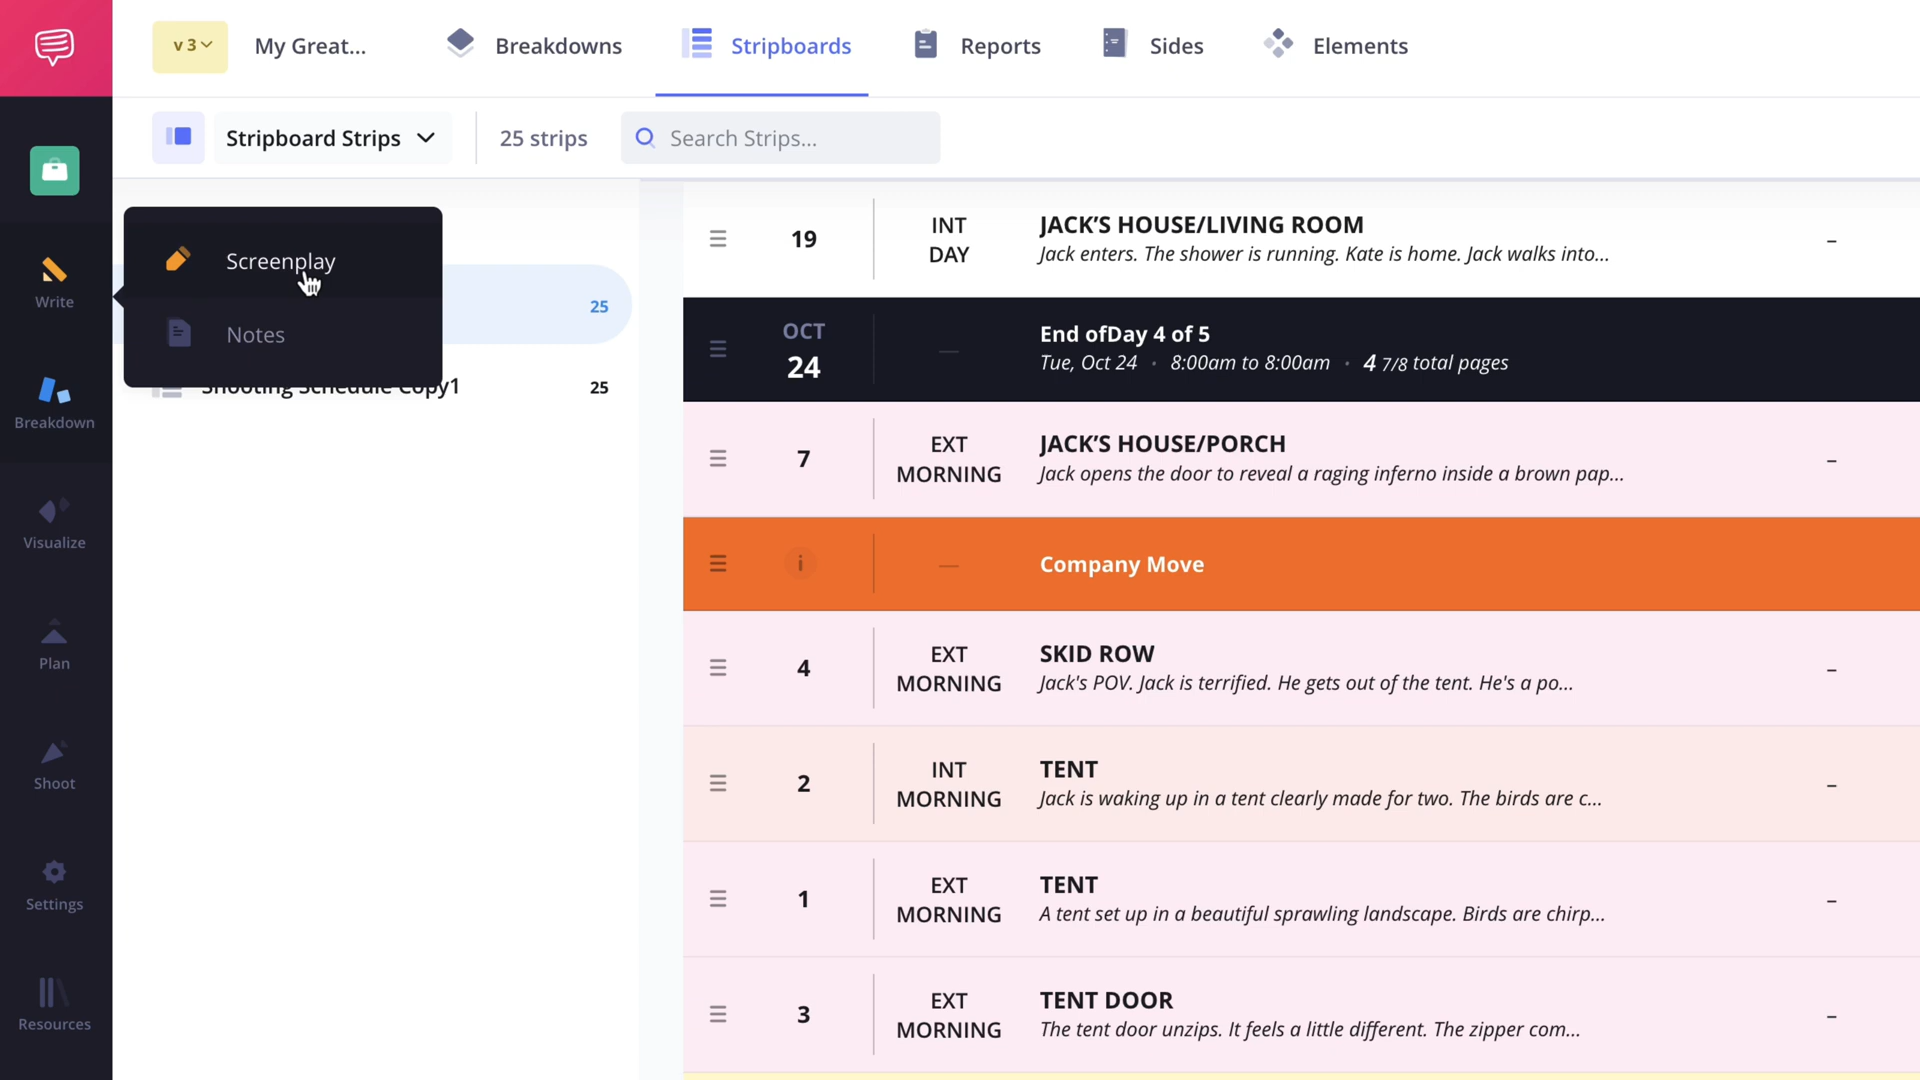 v 3
My Great...
Breakdowns
Stripboards
Reports
Sides
Elements
Stripboard Strips
25 strips
Search Strips...
Write
Breakdown
Visualize
Plan
Shoot
Settings
Resources
Screenplay
Notes
25
Shooting Schedule Copy1
25
19
INT
DAY
JACK'S HOUSE/LIVING ROOM
Jack enters. The shower is running. Kate is home. Jack walks into...
–
OCT
24
—
End ofDay 4 of 5
Tue, Oct 24 · 8:00am to 8:00am · 4 7/8 total pages
7
EXT
MORNING
JACK'S HOUSE/PORCH
Jack opens the door to reveal a raging inferno inside a brown pap...
–
i
—
Company Move
4
EXT
MORNING
SKID ROW
Jack's POV. Jack is terrified. He gets out of the tent. He's a po...
–
2
INT
MORNING
TENT
Jack is waking up in a tent clearly made for two. The birds are c...
–
1
EXT
MORNING
TENT
A tent set up in a beautiful sprawling landscape. Birds are chirp...
–
3
EXT
MORNING
TENT DOOR
The tent door unzips. It feels a little different. The zipper com...
–